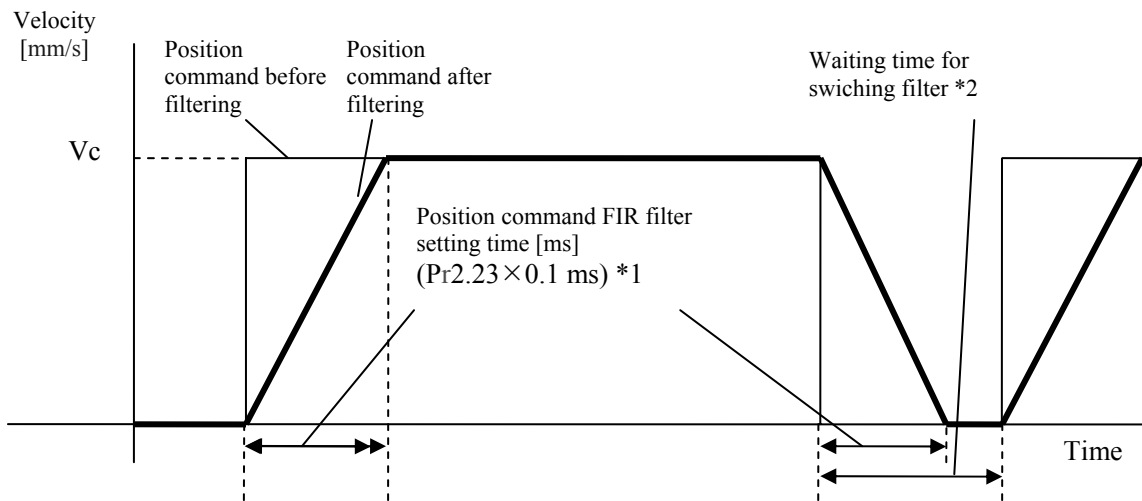 Velocity
[mm/s]
Position
command before
filtering
Position
command after
filtering
Waiting time for
swiching filter *2
Vc
Position command FIR filter
setting time [ms]
(Pr2.23×0.1 ms) *1
Time